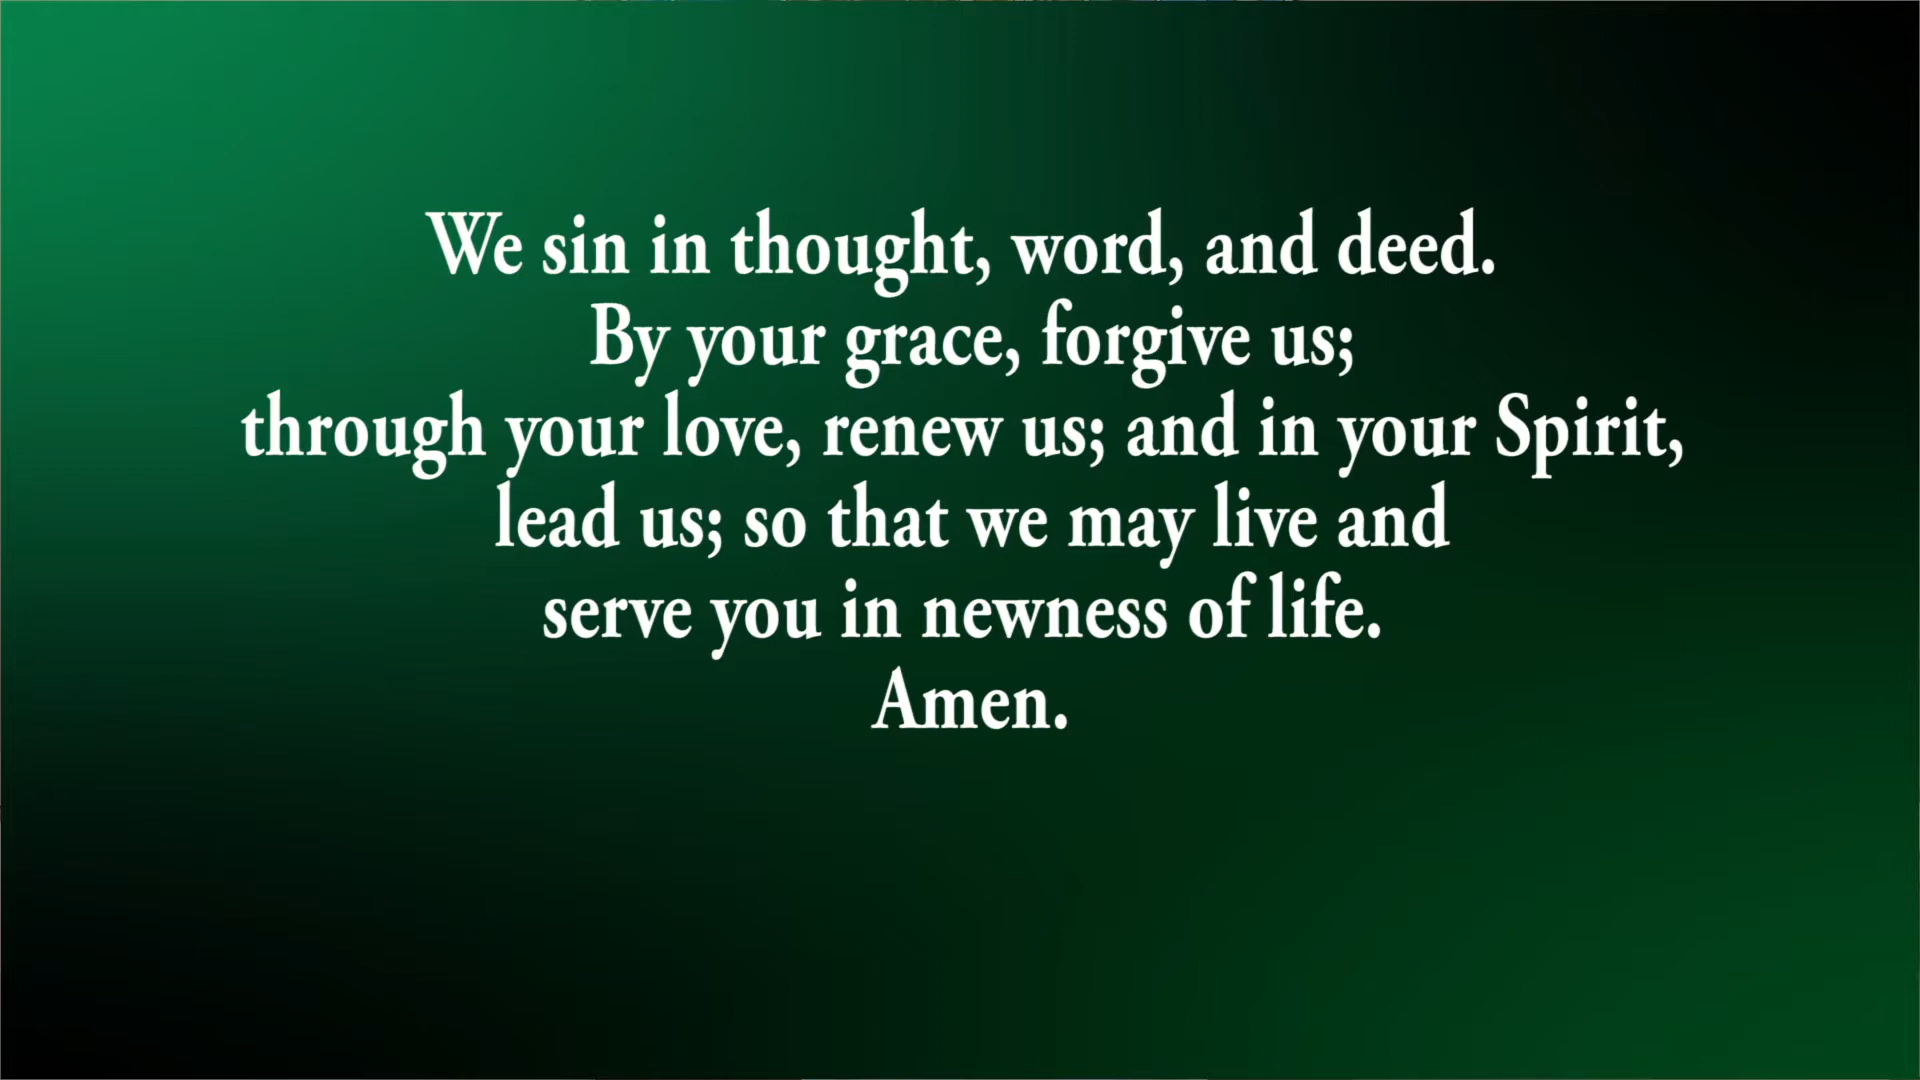 We sin in thought, word, and deed.
By your grace, forgive us;
through your love, renew us; and in your Spirit,
lead us; so that we may live and
serve you in newness of life.
Amen.